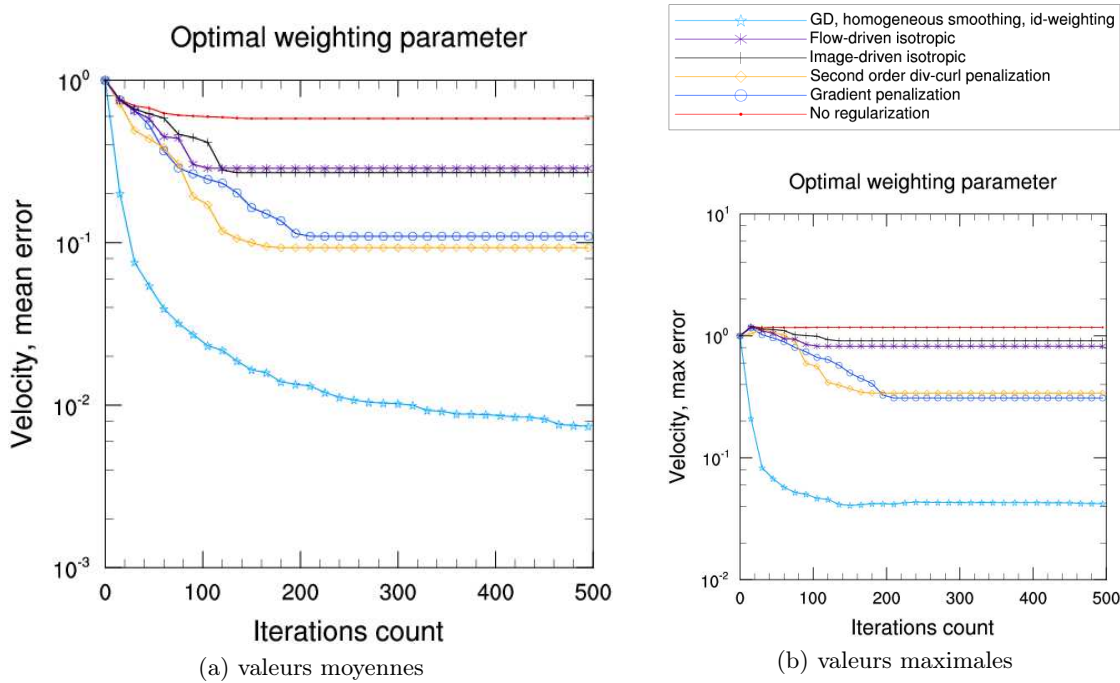 Optimal weighting parameter
10^0
10^-1
10^-2
10^-3
Velocity, mean error
0 100 200 300 400 500
Iterations count
(a) valeurs moyennes
GD, homogeneous smoothing, id-weighting
Flow-driven isotropic
Image-driven isotropic
Second order div-curl penalization
Gradient penalization
No regularization
Optimal weighting parameter
10^1
10^0
10^-1
10^-2
Velocity, max error
0 100 200 300 400 500
Iterations count
(b) valeurs maximales